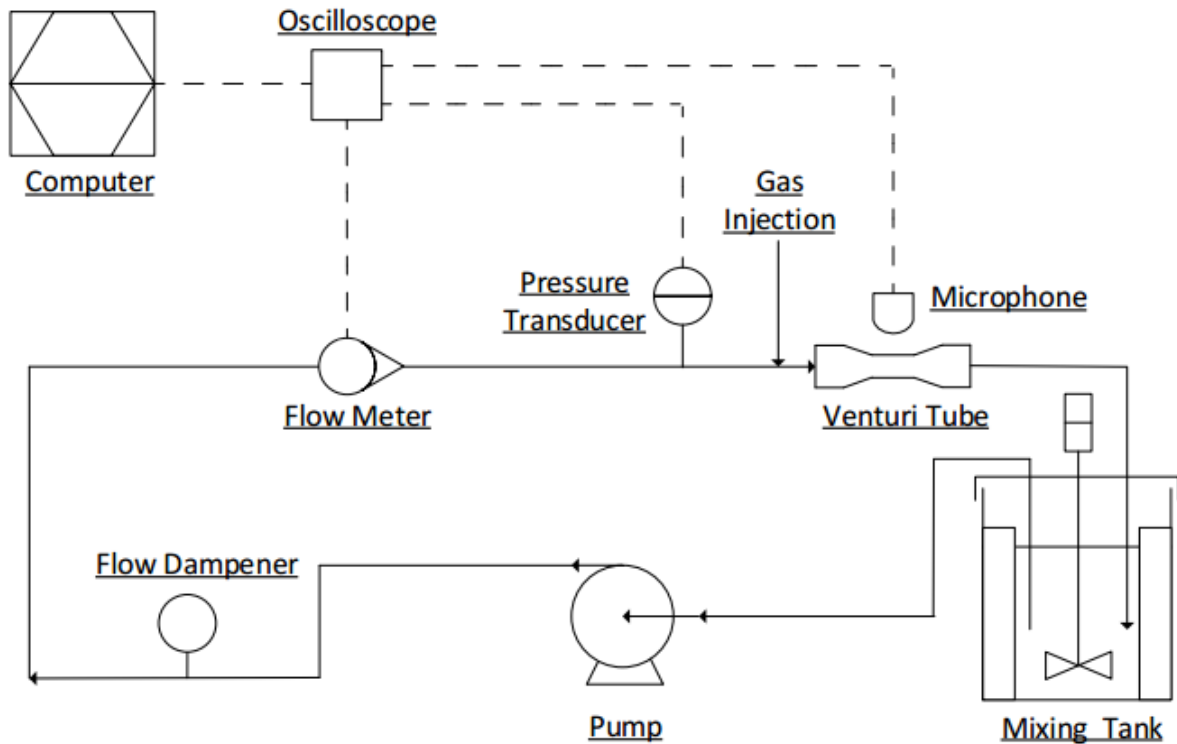 Oscilloscope
Computer
Gas
Injection
Pressure
Transducer
Microphone
Flow Meter
Venturi Tube
Flow Dampener
Pump
Mixing Tank